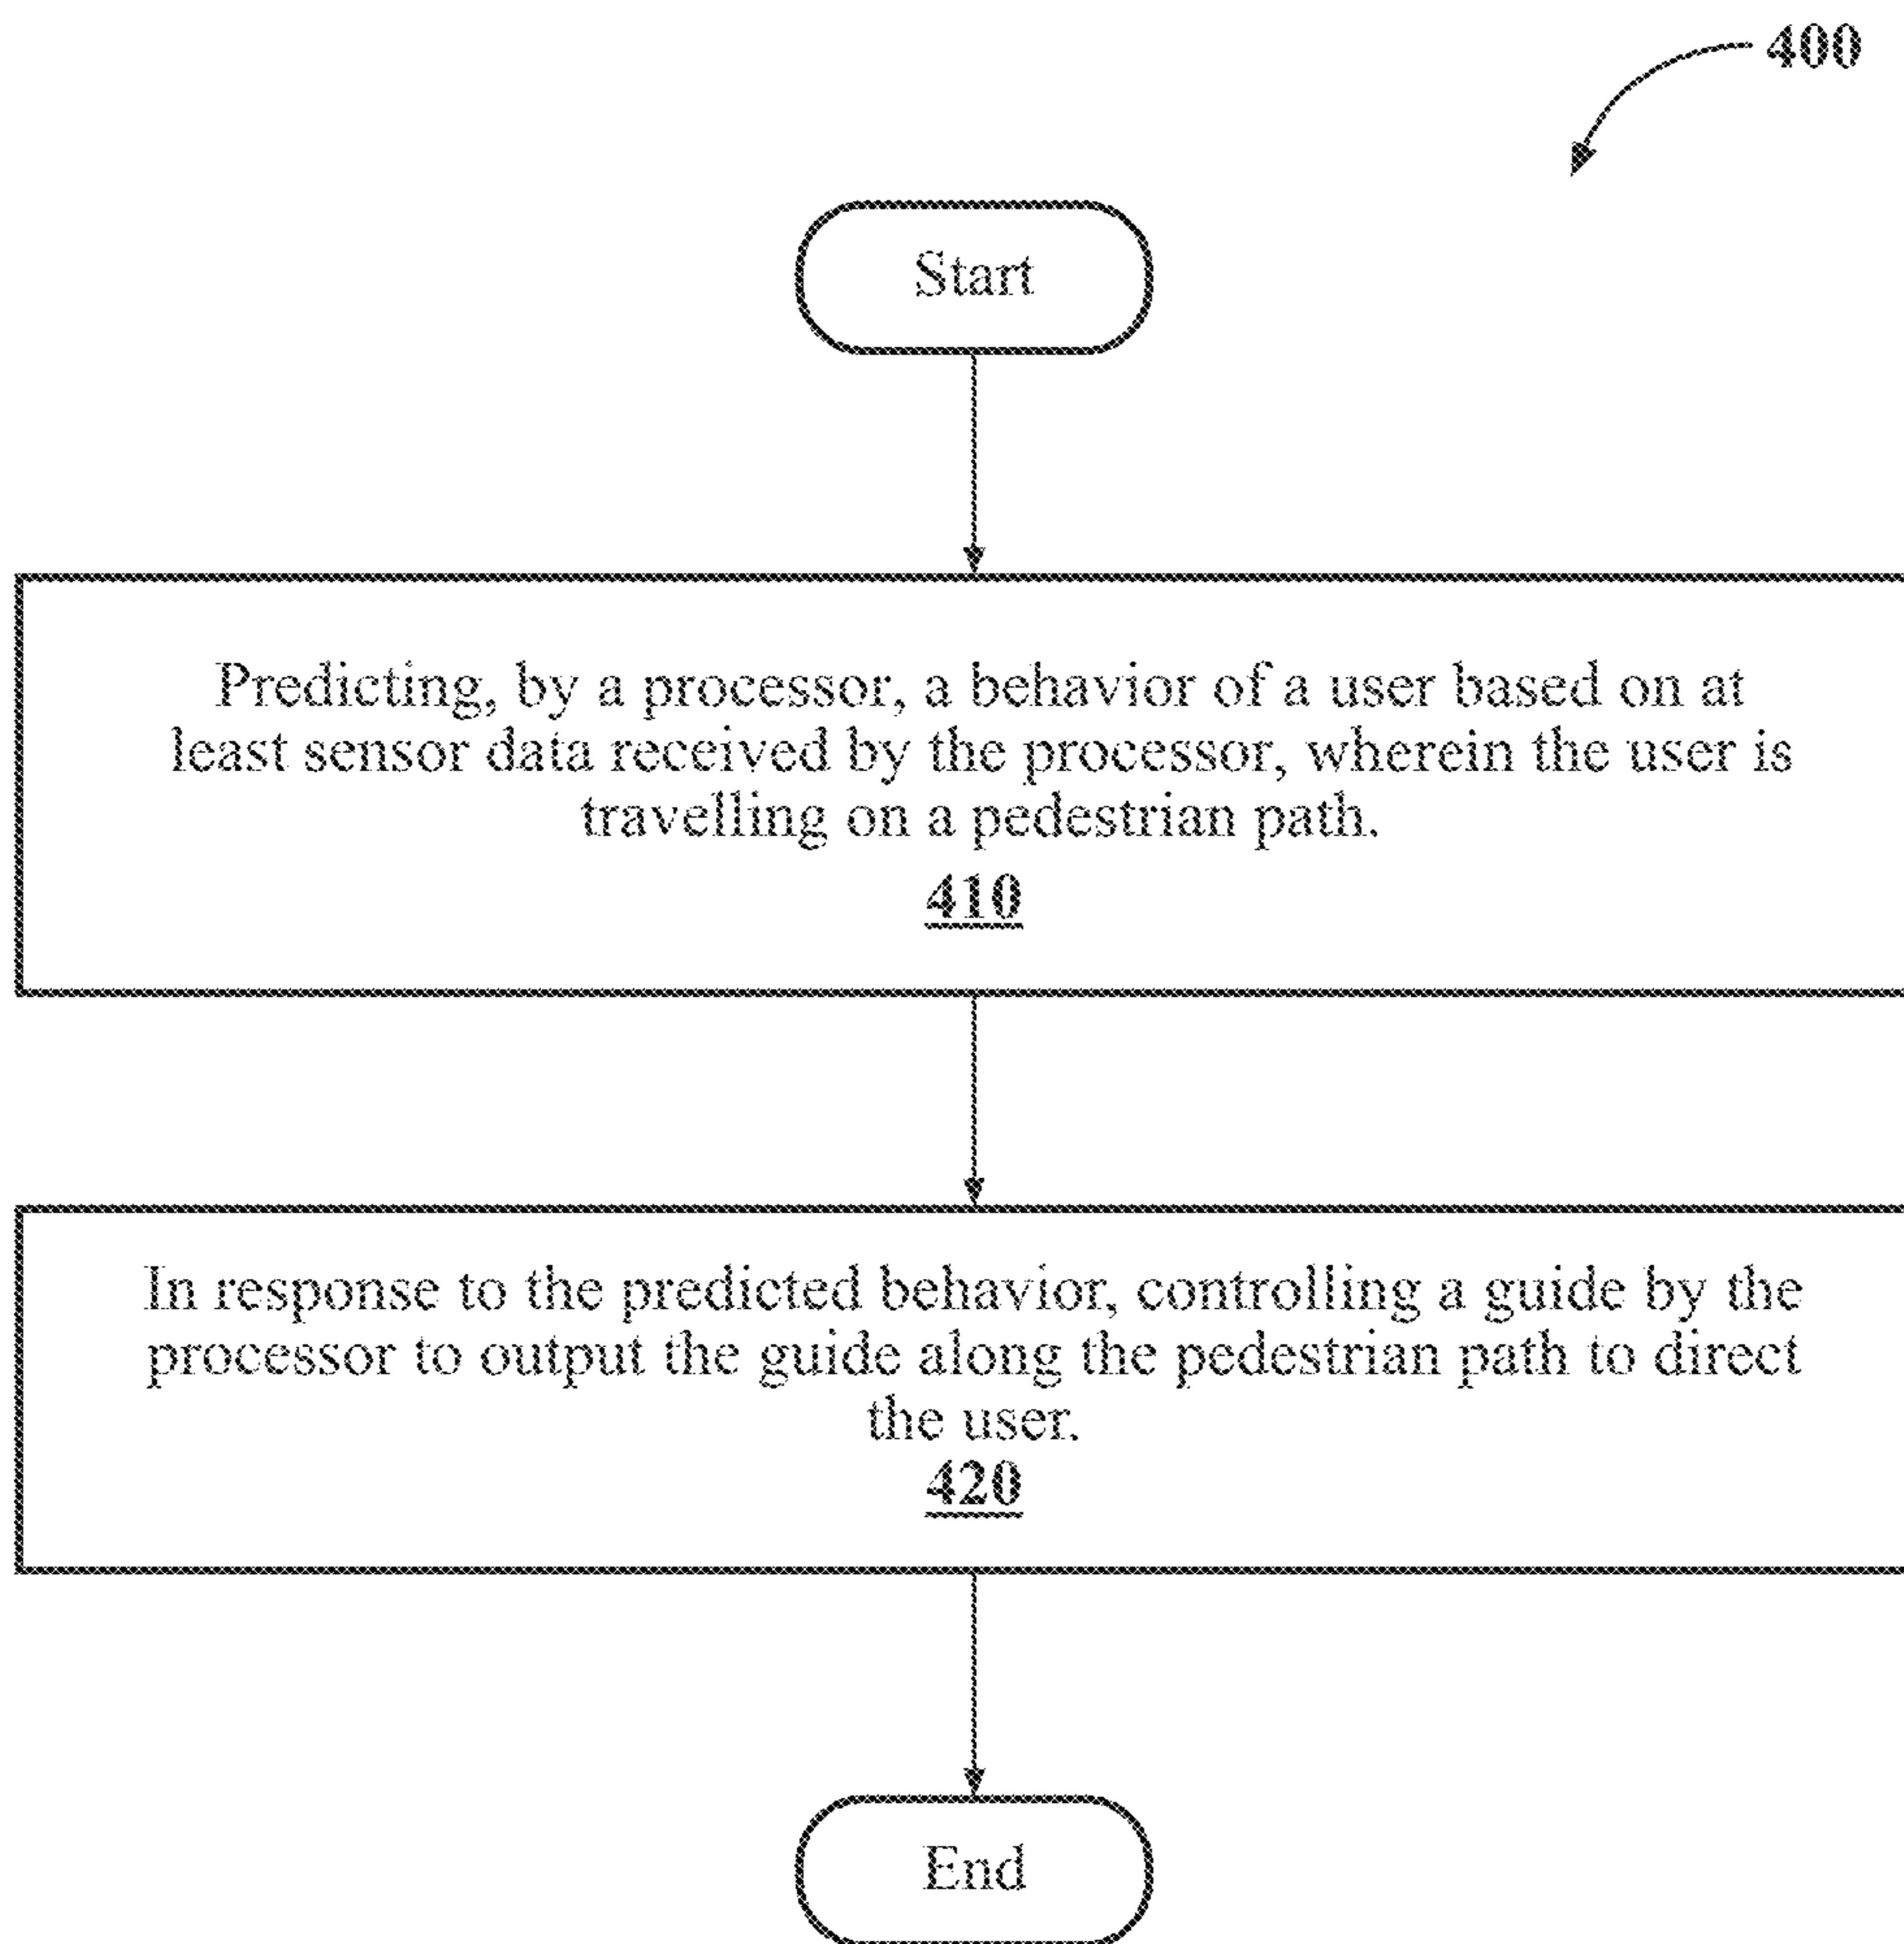 400
Start
Predicting, by a processor, a behavior of a user based on at
least sensor data received by the processor, wherein the user is
travelling on a pedestrian path.
410
In response to the predicted behavior, controlling a guide by the
processor to output the guide along the pedestrian path to direct
the user.
420
End